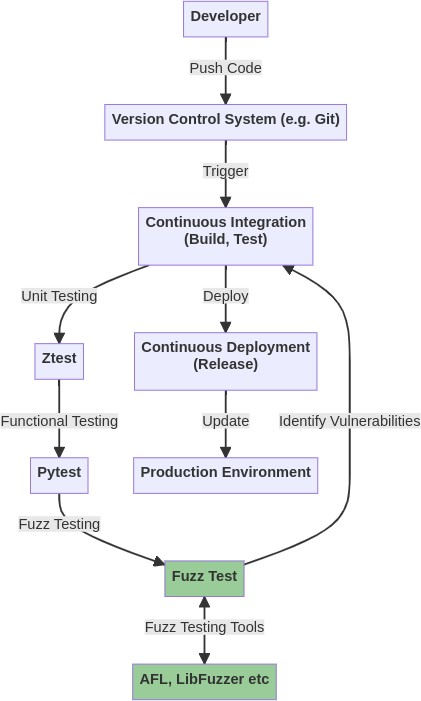 Developer
Push Code
Version Control System (e.g. Git)
Trigger
Continuous Integration
(Build, Test)
Unit Testing
Deploy
Ztest
Continuous Deployment
(Release)
Functional Testing
Update
Identify Vulnerabilities
Pytest
Production Environment
Fuzz Testing
Fuzz Test
Fuzz Testing Tools
AFL, LibFuzzer etc